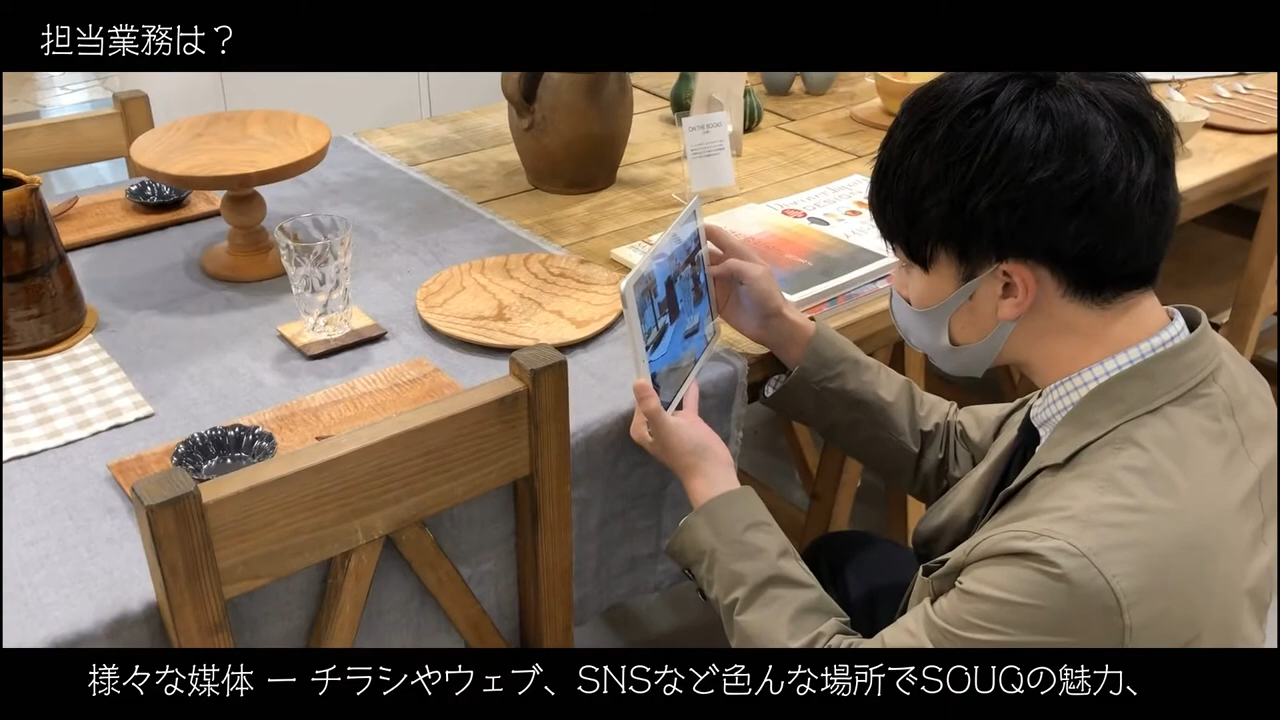 担当業務は？
ON THE BOOKS
DESIGN
様々な媒体 ー チラシやウェブ、SNSなど色んな場所でSOUQの魅力、